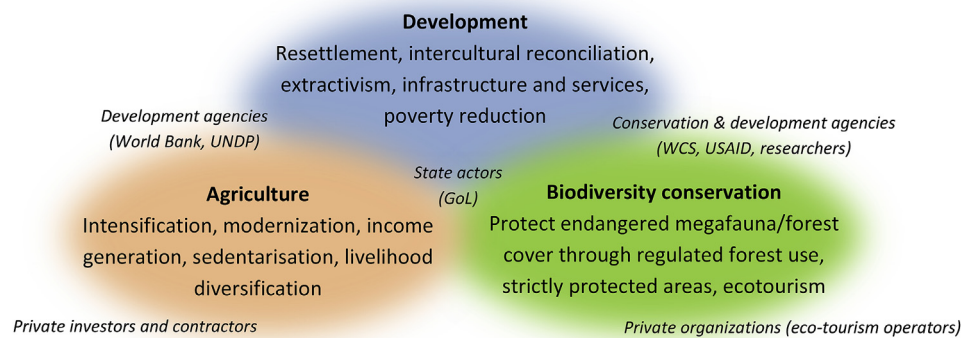 Development
Resettlement, intercultural reconciliation,
extractivism, infrastructure and services,
poverty reduction
Development agencies
(World Bank, UNDP)
Conservation & development agencies
(WCS, USAID, researchers)
State actors
(GoL)
Agriculture
Intensification, modernization, income
generation, sedentarisation, livelihood
diversification
Biodiversity conservation
Protect endangered megafauna/forest
cover through regulated forest use,
strictly protected areas, ecotourism
Private investors and contractors
Private organizations (eco-tourism operators)